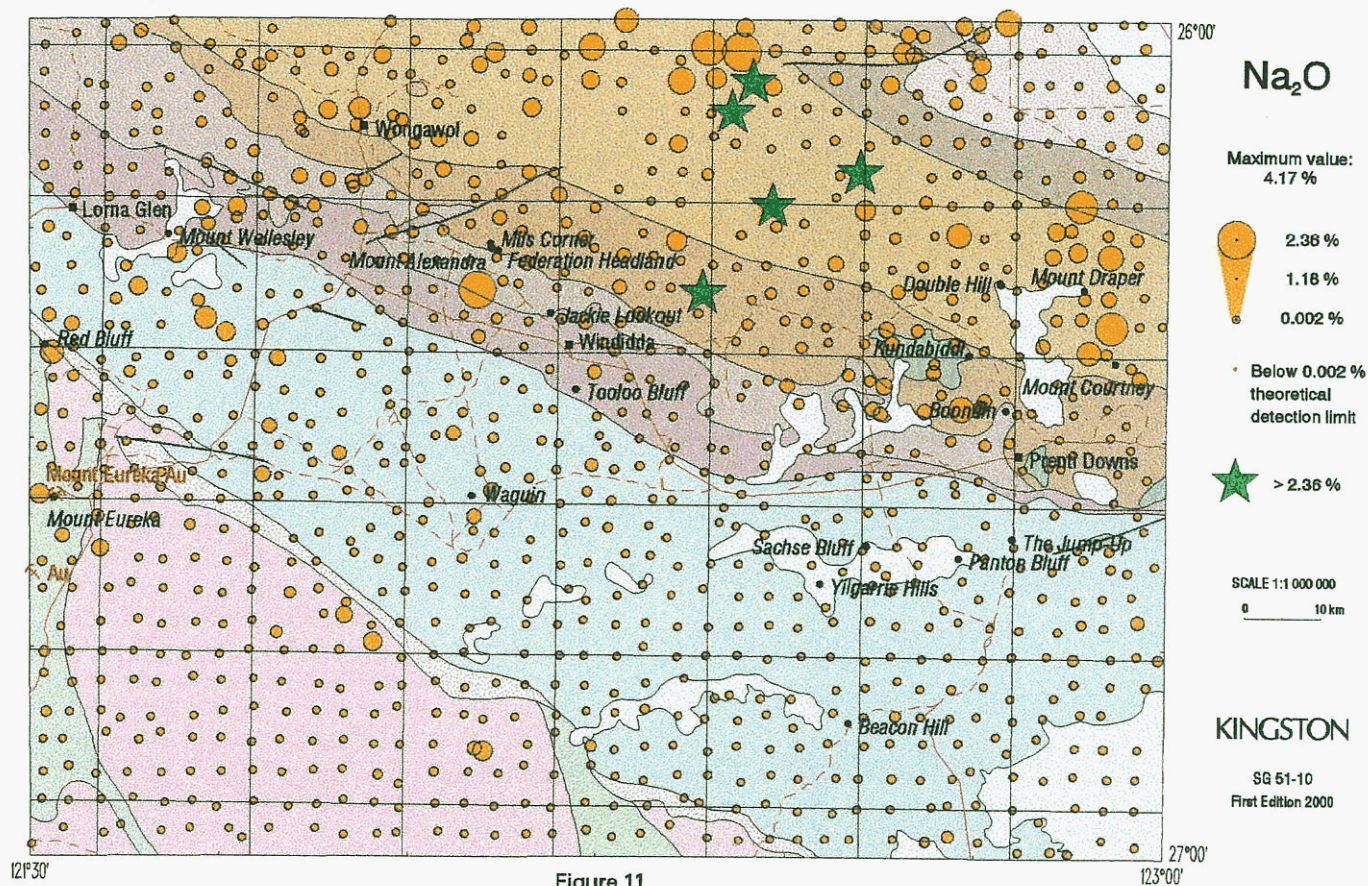 26°00'
Na₂O
Maximum value:
4.17 %
2.36 %
1.18 %
0.002 %
Below 0.002 %
theoretical
detection limit
> 2.36 %
SCALE 1:1 000 000
0 10 km
KINGSTON
SG 51-10
First Edition 2000
Wongawol
Lorna Glen
Mount Wellesley
Mils Corner
Mount Alexandra
Federation Headland
Double Hill
Mount Draper
Jackie Lookout
Red Bluff
Windidda
Kundabiddi
Mount Courtney
Tooloo Bluff
Boondin
Prenti Downs
Mount Eureka Au
Waguin
Mount Eureka
Sachse Bluff
The Jump-Up
Pantor Bluff
Au
Yilgarrie Hills
Beacon Hill
27°00'
121°30'
123°00'
Figure 11